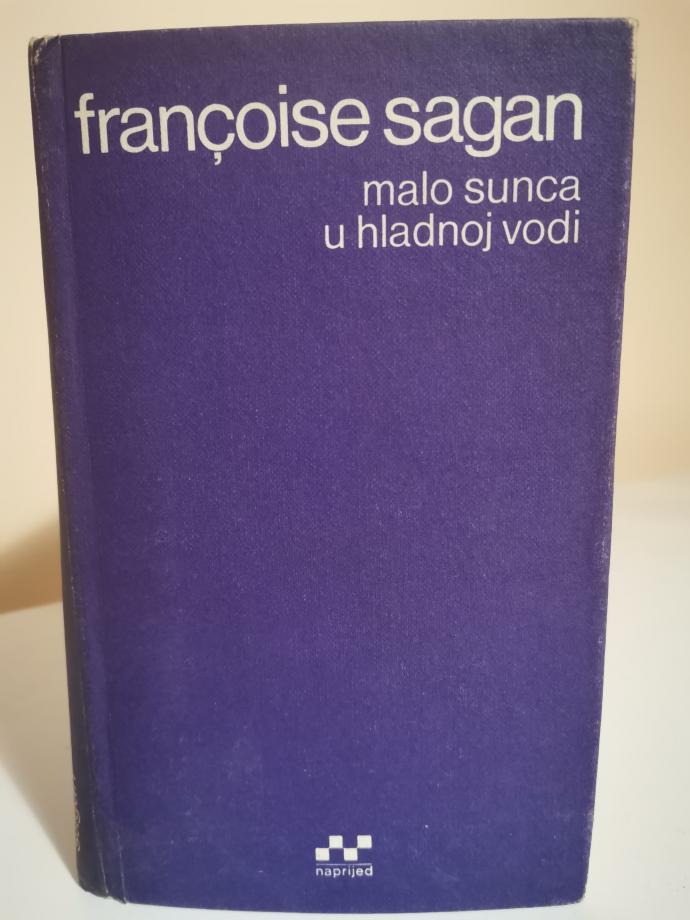 françoise sagan
malo sunca
u hladnoj vodi
naprijed